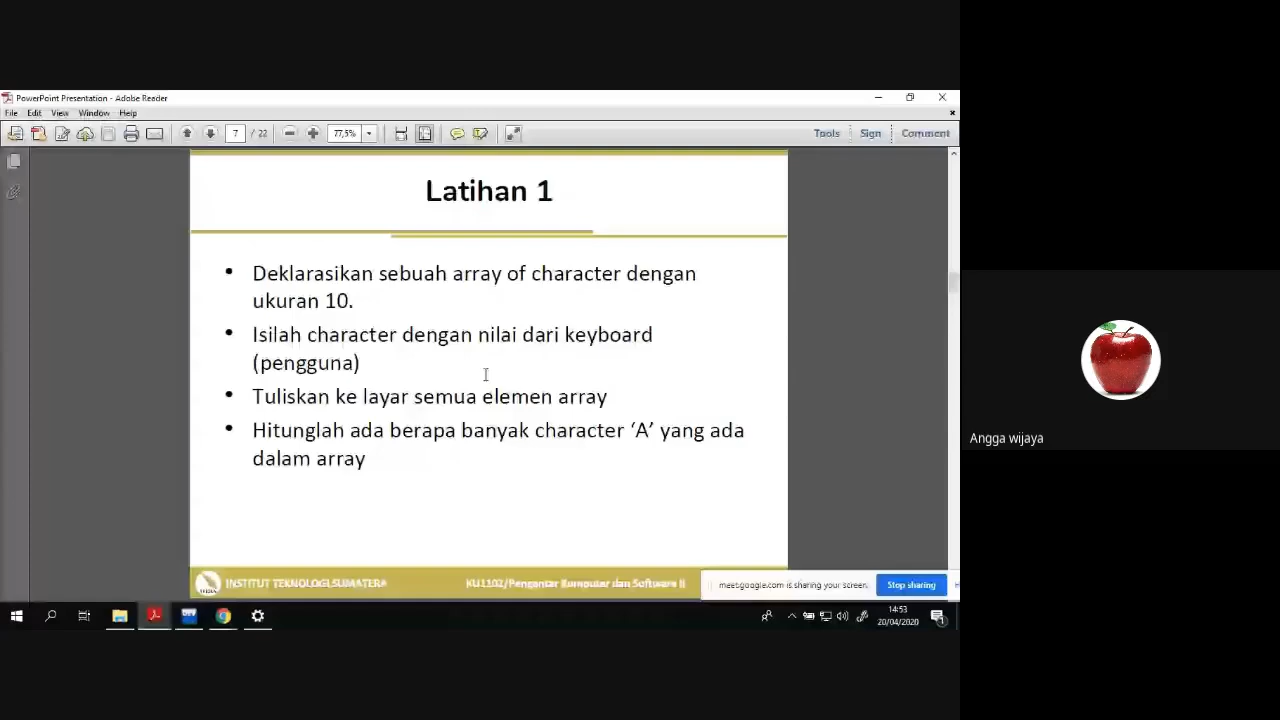 PowerPoint Presentation - Adobe Reader
File Edit View Window Help
7 / 22 77,5% Tools Sign Comment
Latihan 1
• Deklarasikan sebuah array of character dengan
ukuran 10.
• Isilah character dengan nilai dari keyboard
(pengguna)
• Tuliskan ke layar semua elemen array
• Hitunglah ada berapa banyak character ‘A’ yang ada
dalam array
INSTITUT TEKNOLOGI SUMATERA KU1102/Pengantar Komputer dan Software II
meet.google.com is sharing your screen. Stop sharing
14:53
20/04/2020
Angga wijaya